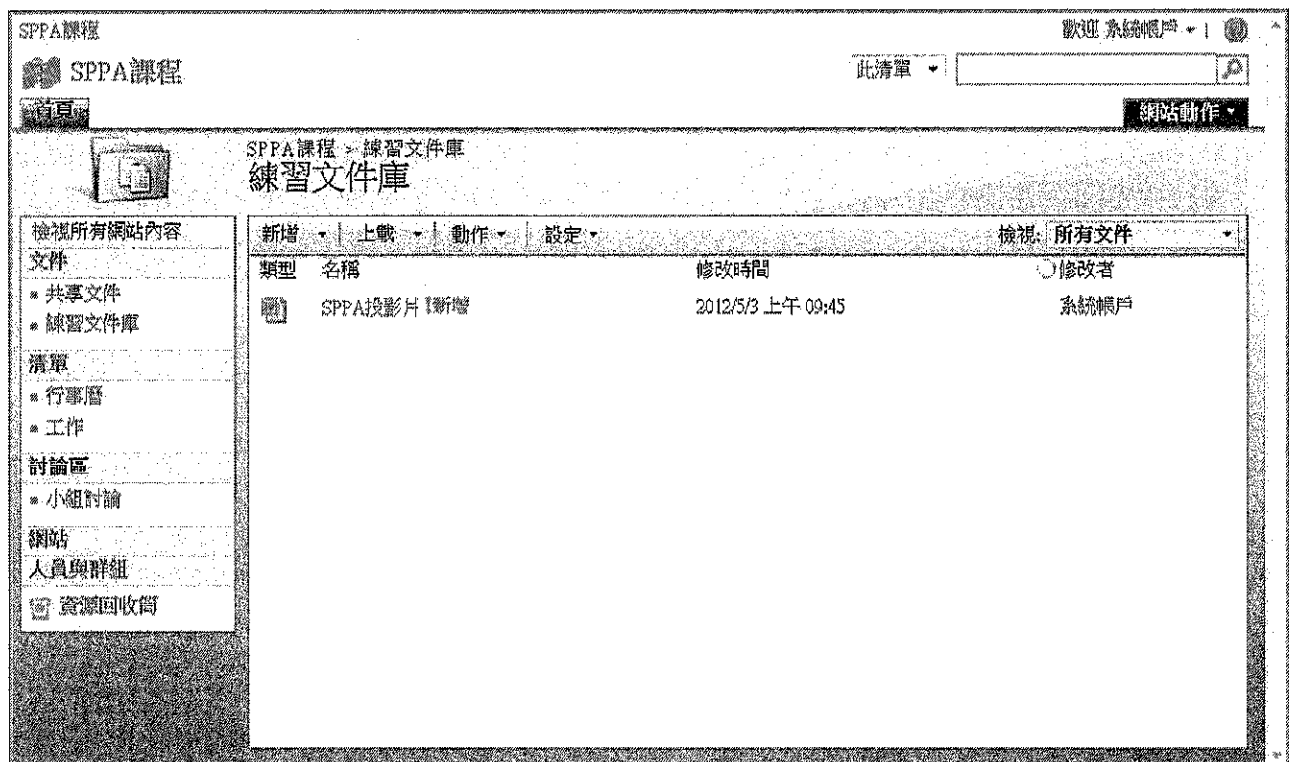 SPPA課程
歡迎 系統帳戶
SPPA課程
此清單
首頁
網站動作
SPPA課程 > 練習文件庫
練習文件庫
檢視所有網站內容
文件
共享文件
練習文件庫
清單
行事曆
工作
討論區
小組討論
網站
人員與群組
資源回收筒
新增 上載 動作 設定 檢視: 所有文件
類型 名稱 修改時間 修改者
SPPA投影片 新增 2012/5/3 上午 09:45 系統帳戶